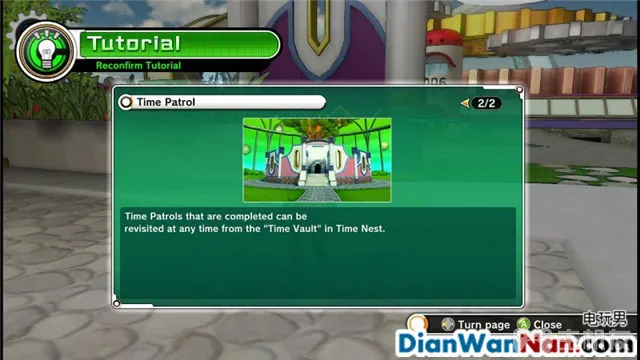 Tutorial
Reconfirm Tutorial
006
Time Patrol
2/2
Time Patrols that are completed can be
revisited at any time from the "Time Vault" in Time Nest.
Turn page
A Close
电玩男
DianWanNan.com